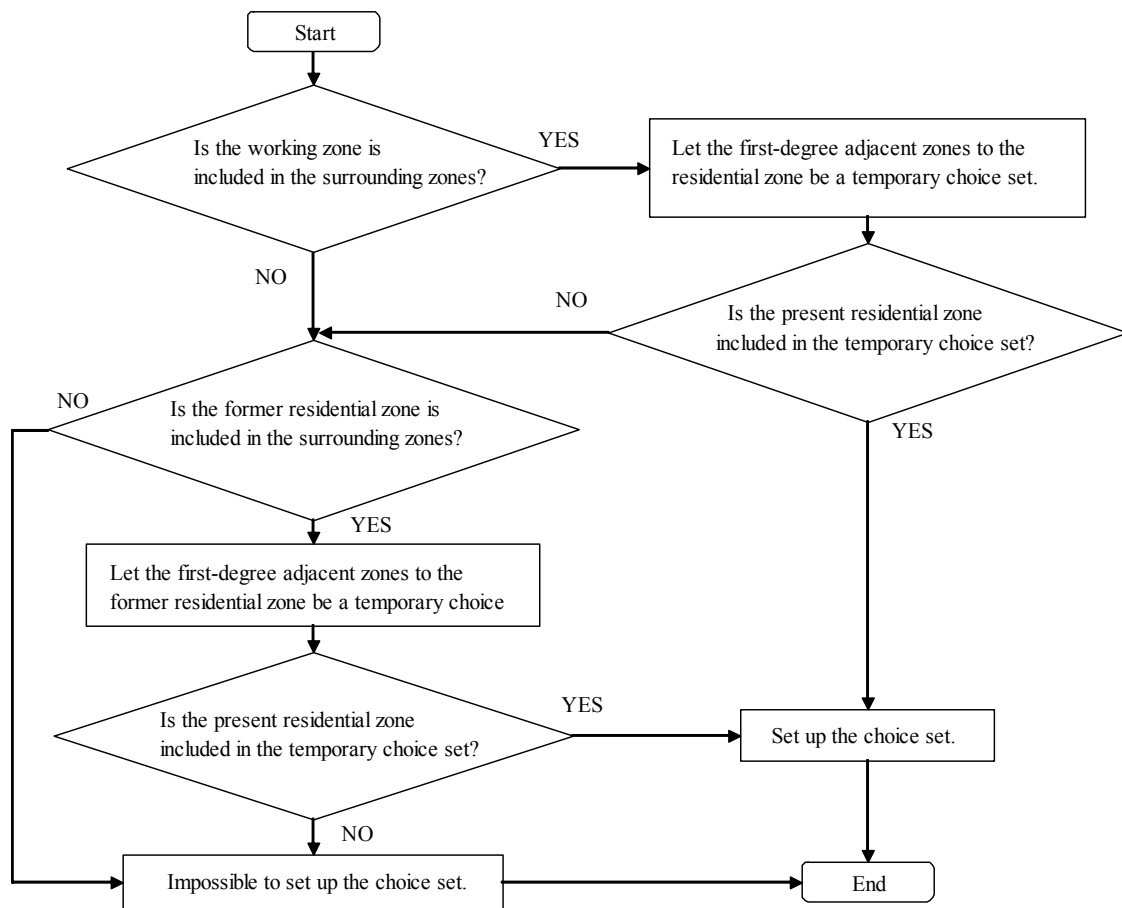 Start
Is the working zone is
included in the surrounding zones?
YES
Let the first-degree adjacent zones to the
residential zone be a temporary choice set.
NO
NO
Is the present residential zone
included in the temporary choice set?
NO
Is the former residential zone is
included in the surrounding zones?
YES
YES
Let the first-degree adjacent zones to the
former residential zone be a temporary choice
Is the present residential zone
included in the temporary choice set?
YES
Set up the choice set.
NO
Impossible to set up the choice set.
End